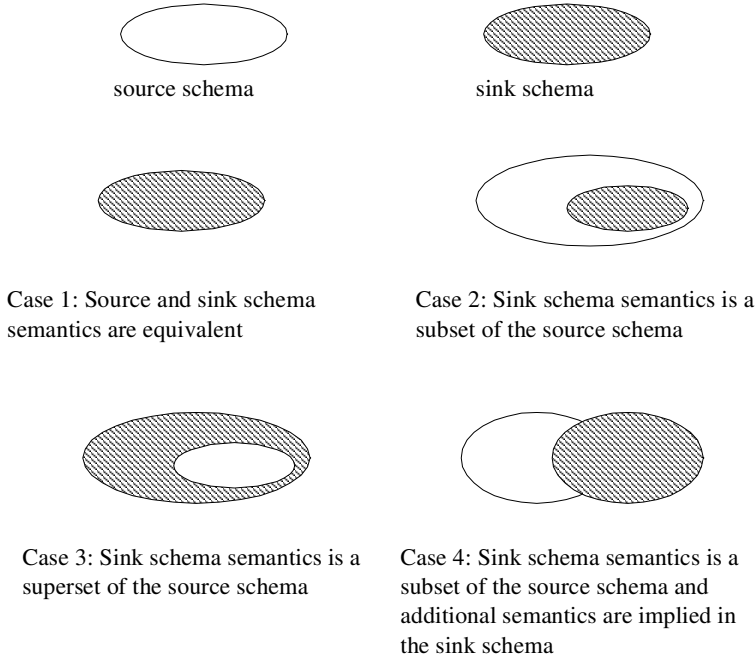 source schema
sink schema
Case 1: Source and sink schema
semantics are equivalent
Case 2: Sink schema semantics is a
subset of the source schema
Case 3: Sink schema semantics is a
superset of the source schema
Case 4: Sink schema semantics is a
subset of the source schema and
additional semantics are implied in
the sink schema